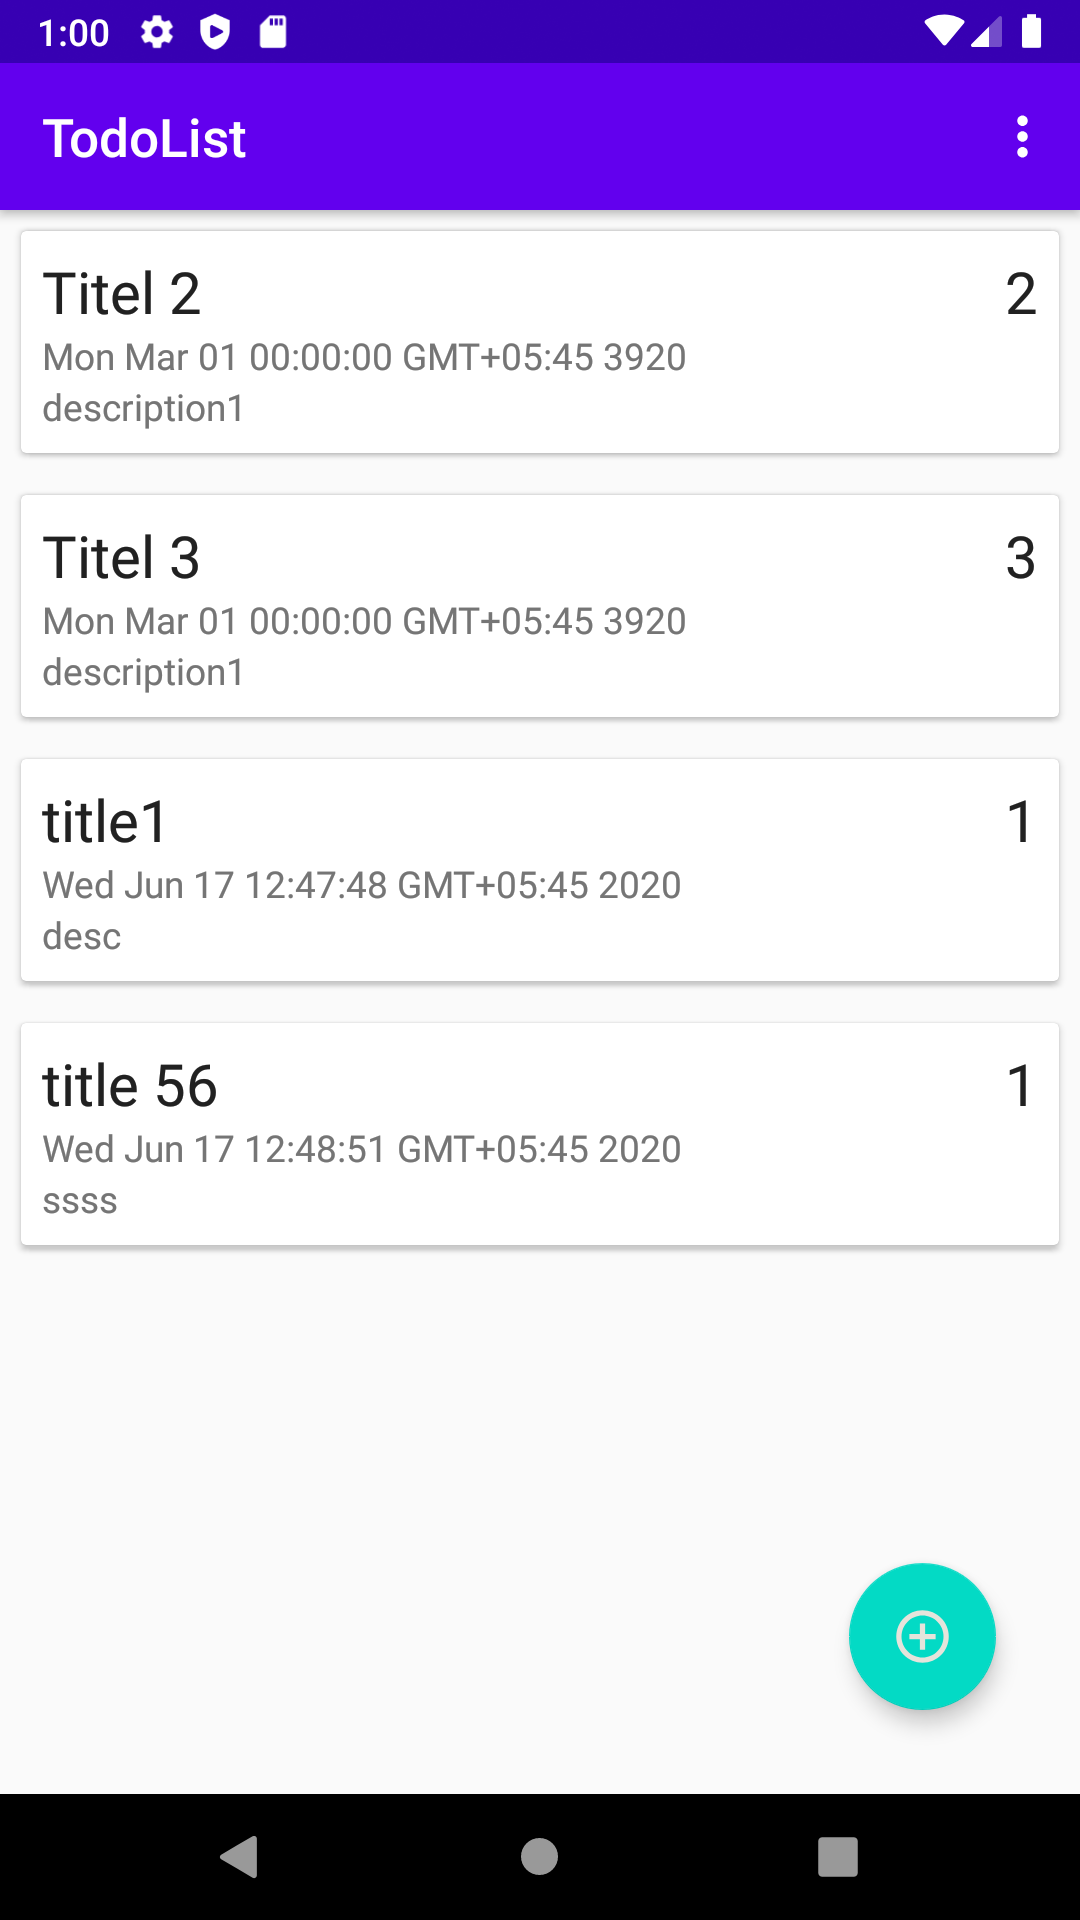 1:00
TodoList
Titel 2 2
Mon Mar 01 00:00:00 GMT+05:45 3920
description1
Titel 3 3
Mon Mar 01 00:00:00 GMT+05:45 3920
description1
title1 1
Wed Jun 17 12:47:48 GMT+05:45 2020
desc
title 56 1
Wed Jun 17 12:48:51 GMT+05:45 2020
ssss